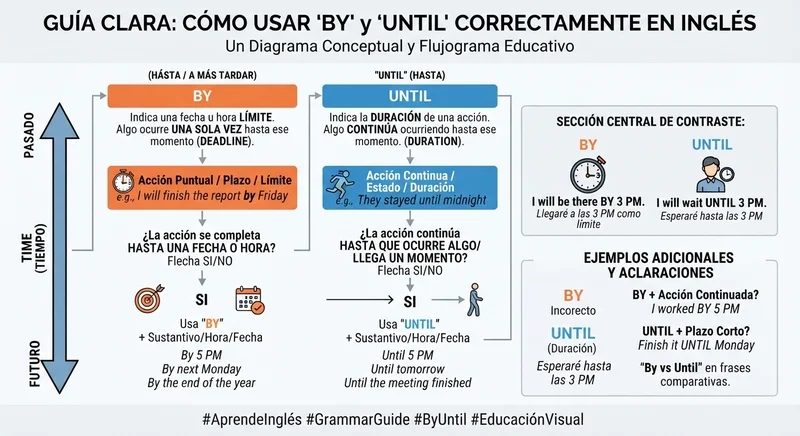 GUÍA CLARA: CÓMO USAR 'BY' y ‘UNTIL’ CORRECTAMENTE EN INGLÉS
Un Diagrama Conceptual y Flujograma Educativo
PASADO
TIME
(TIEMPO)
FUTURO
(HÁSTA / A MÁS TARDAR)
BY
Indica una fecha u hora LÍMITE.
Algo ocurre UNA SOLA VEZ hasta ese
momento (DEADLINE).
Acción Puntual / Plazo / Límite
e.g., I will finish the report by Friday
¿La acción se completa
HASTA UNA FECHA O HORA?
Flecha SI/NO
SI
Usa "BY"
+ Sustantivo/Hora/Fecha
By 5 PM
By next Monday
By the end of the year
"UNTIL" (HASTA)
UNTIL
Indica la DURACIÓN de una acción.
Algo CONTINÚA ocurriendo hasta ese
momento. (DURATION).
Acción Continua /
Estado / Duración
e.g., They stayed until midnight
¿La acción continúa
HASTA QUE OCURRE ALGO/
LLEGA UN MOMENTO?
Flecha SI/NO
SI
Usa "UNTIL"
+ Sustantivo/Hora/Fecha
Until 5 PM
Until tomorrow
Until the meeting finished
SECCIÓN CENTRAL DE CONTRASTE:
BY
I will be there BY 3 PM.
Llegaré a las 3 PM como
límite
UNTIL
I will wait UNTIL 3 PM.
Esperaré hasta las 3 PM
EJEMPLOS ADICIONALES
Y ACLARACIONES
BY
Incorecto
UNTIL
(Duración)
Esperaré hasta
las 3 PM
BY + Acción Continuada?
I worked BY 5 PM
UNTIL + Plazo Corto?
Finish it UNTIL Monday
"By vs Until" en frases
comparativas.
#AprendeInglés #GrammarGuide #ByUntil #EducaciónVisual